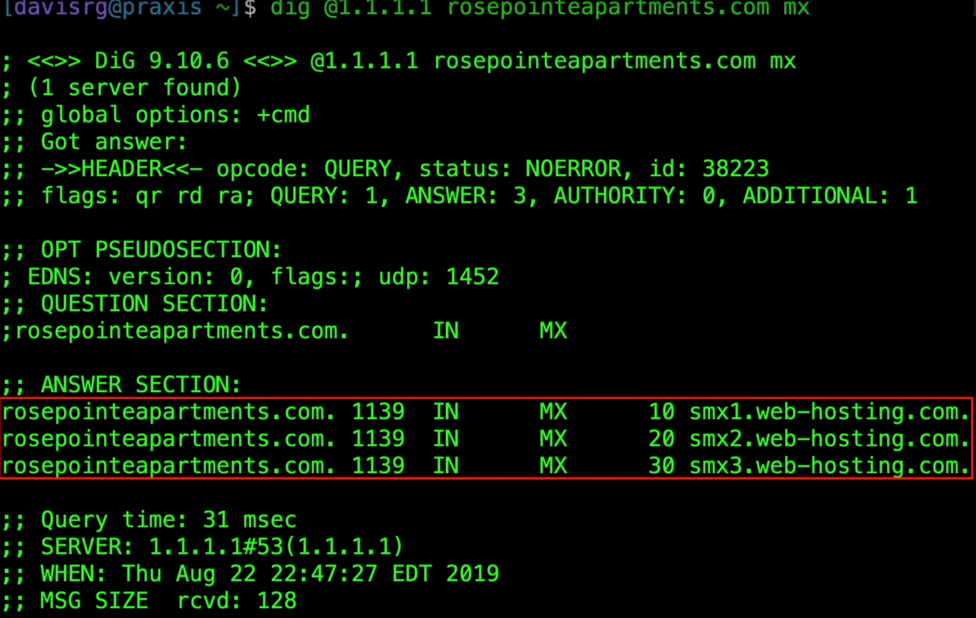 [davisrg@praxis ~]$ dig @1.1.1.1 rosepointeapartments.com mx
; <<>> DiG 9.10.6 <<>> @1.1.1.1 rosepointeapartments.com mx
; (1 server found)
;; global options: +cmd
;; Got answer:
;; ->>HEADER<<- opcode: QUERY, status: NOERROR, id: 38223
;; flags: qr rd ra; QUERY: 1, ANSWER: 3, AUTHORITY: 0, ADDITIONAL: 1
;; OPT PSEUDOSECTION:
; EDNS: version: 0, flags:; udp: 1452
;; QUESTION SECTION:
;rosepointeapartments.com. IN MX
;; ANSWER SECTION:
rosepointeapartments.com. 1139 IN MX 10 smx1.web-hosting.com.
rosepointeapartments.com. 1139 IN MX 20 smx2.web-hosting.com.
rosepointeapartments.com. 1139 IN MX 30 smx3.web-hosting.com.
;; Query time: 31 msec
;; SERVER: 1.1.1.1#53(1.1.1.1)
;; WHEN: Thu Aug 22 22:47:27 EDT 2019
;; MSG SIZE rcvd: 128